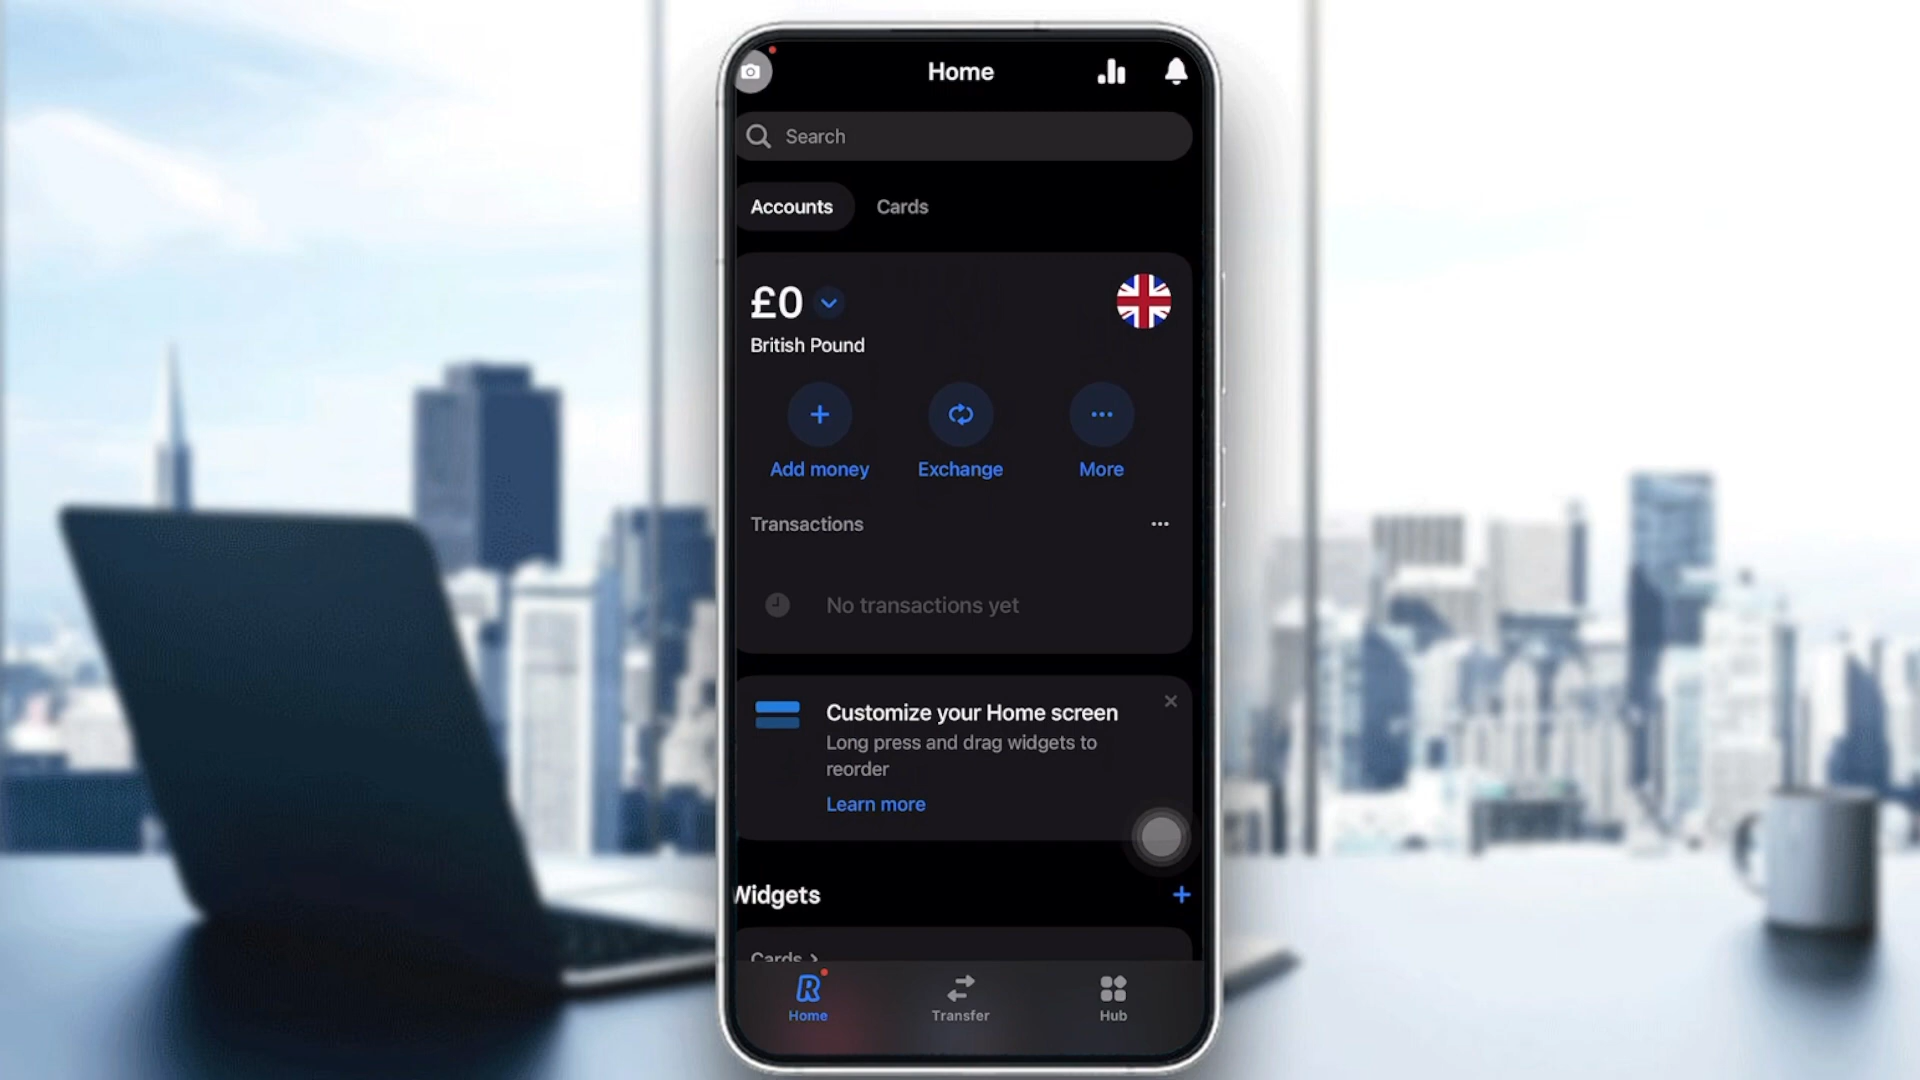 Home
Search
Accounts Cards
£0
British Pound
Add money Exchange More
Transactions
No transactions yet
Customize your Home screen
Long press and drag widgets to
reorder
Learn more
Widgets
Cards
Home Transfer Hub